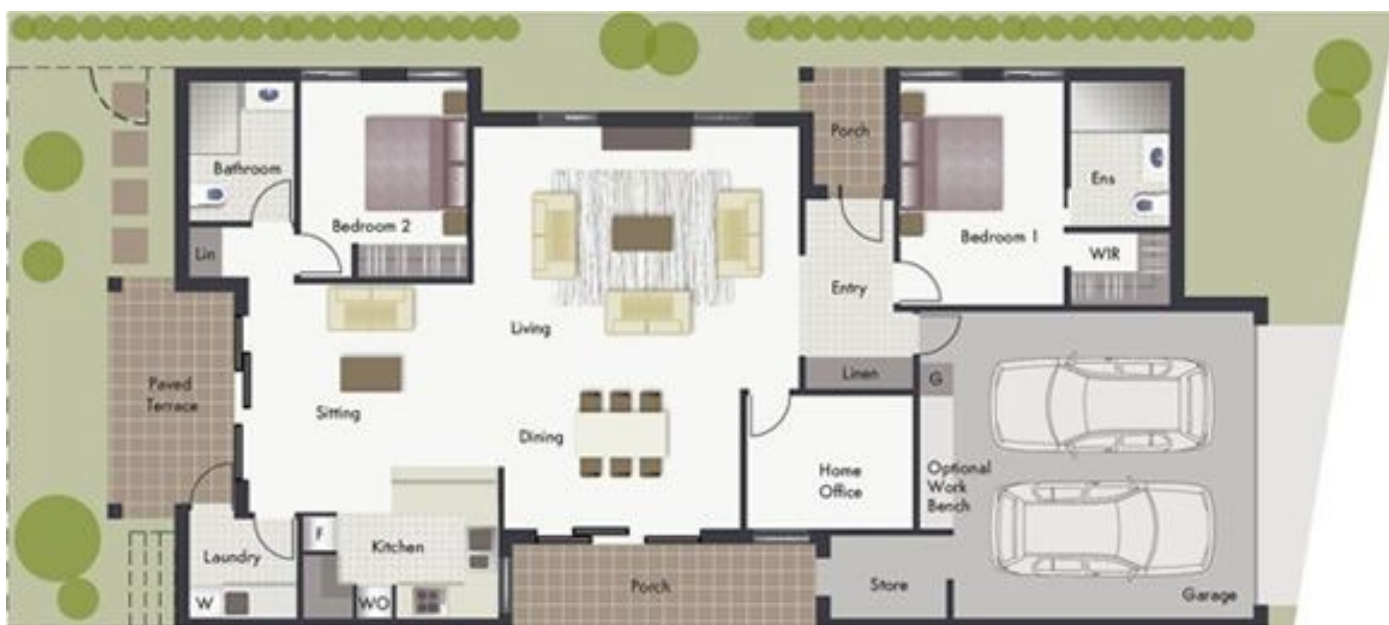 Bathroom
Bedroom 2
Lin
Porch
Bedroom 1
Ens
WIR
Entry
Living
Linen
G
Paved
Terrace
Sitting
Dining
Home
Office
Optional
Work
Bench
Laundry
F
Kitchen
W
WO
Porch
Store
Garage